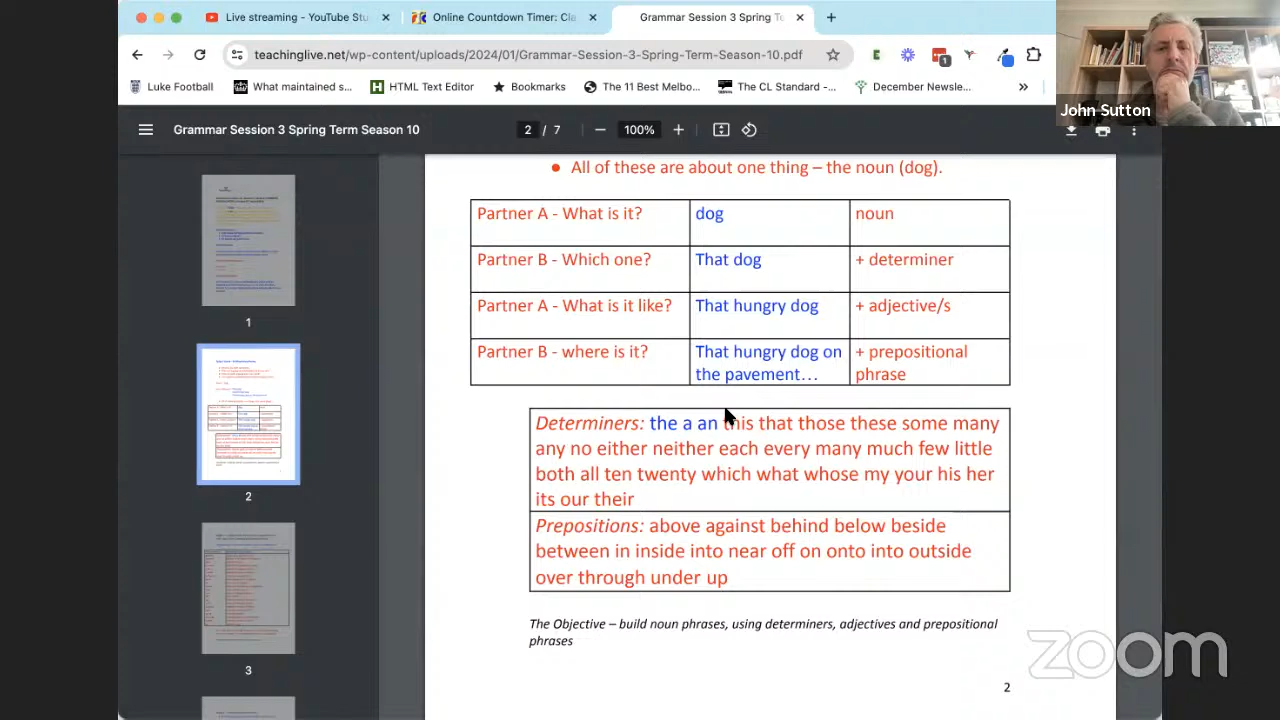 Live streaming - YouTube Stu
Online Countdown Timer: Cla
Grammar Session 3 Spring Te
teachinglive.net/wp-content/uploads/2024/04/Grammar-Session-3-Spring-Term-Season-10.pdf
Luke Football
What maintained s...
HTML Text Editor
Bookmarks
The 11 Best Melbo...
The CL Standard -...
December Newsle...
John Sutton
Grammar Session 3 Spring Term Season 10
2 / 7
100%
All of these are about one thing – the noun (dog).
Partner A - What is it? dog noun
Partner B - Which one? That dog + determiner
Partner A - What is it like? That hungry dog + adjective/s
Partner B - where is it? That hungry dog on + prepositional
the pavement… phrase
Determiners: the a an this that those these some many
any no either neither each every many much few little
both all ten twenty which what whose my your his her
its our their
Prepositions: above against behind below beside
between in inside into near off on onto into outside
over through under up
The Objective – build noun phrases, using determiners, adjectives and prepositional
phrases
2
1
2
3
zoom